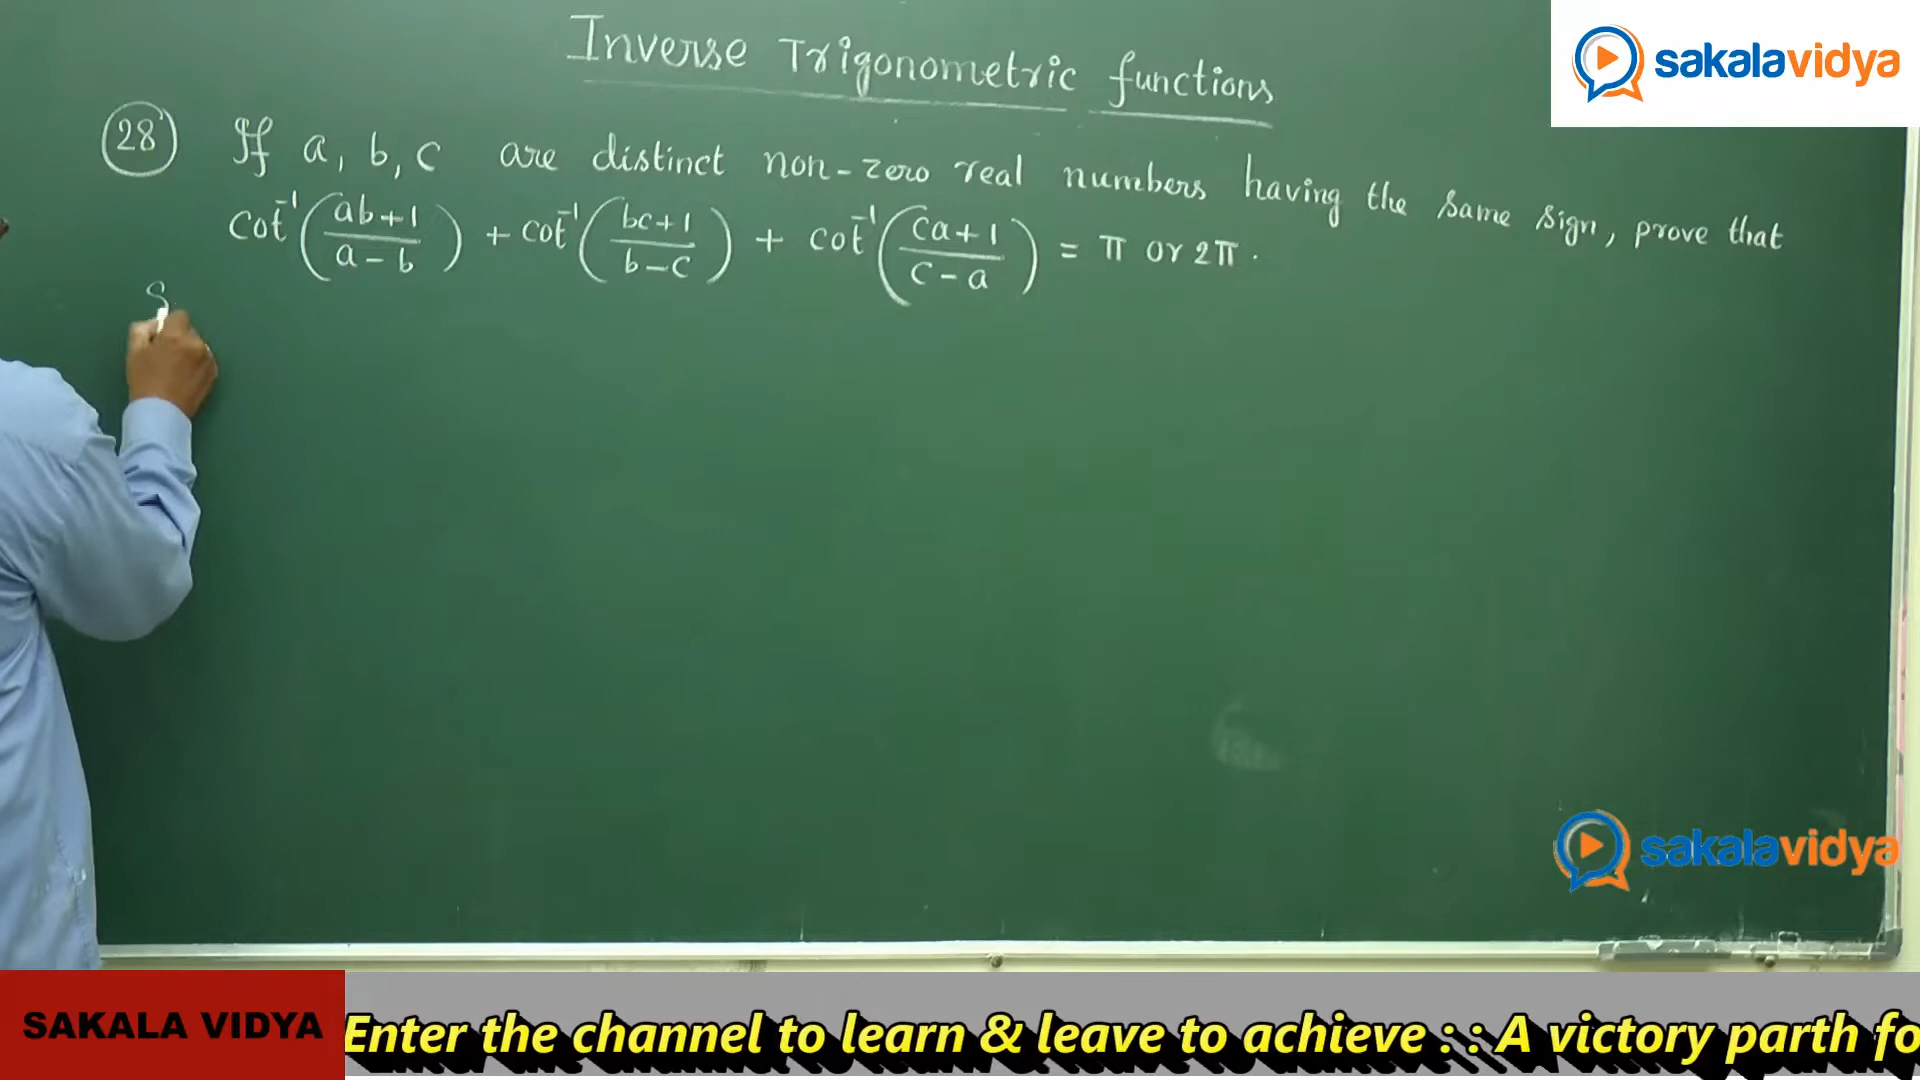 Inverse Trigonometric functions
sakalavidya
28 If a, b, c are distinct non-zero real numbers having the same sign, prove that
cot⁻¹((ab+1)/(a-b)) + cot⁻¹((bc+1)/(b-c)) + cot⁻¹((ca+1)/(c-a)) = π or 2π.
S
sakalavidya
SAKALA VIDYA
Enter the channel to learn & leave to achieve : : A victory parth fo